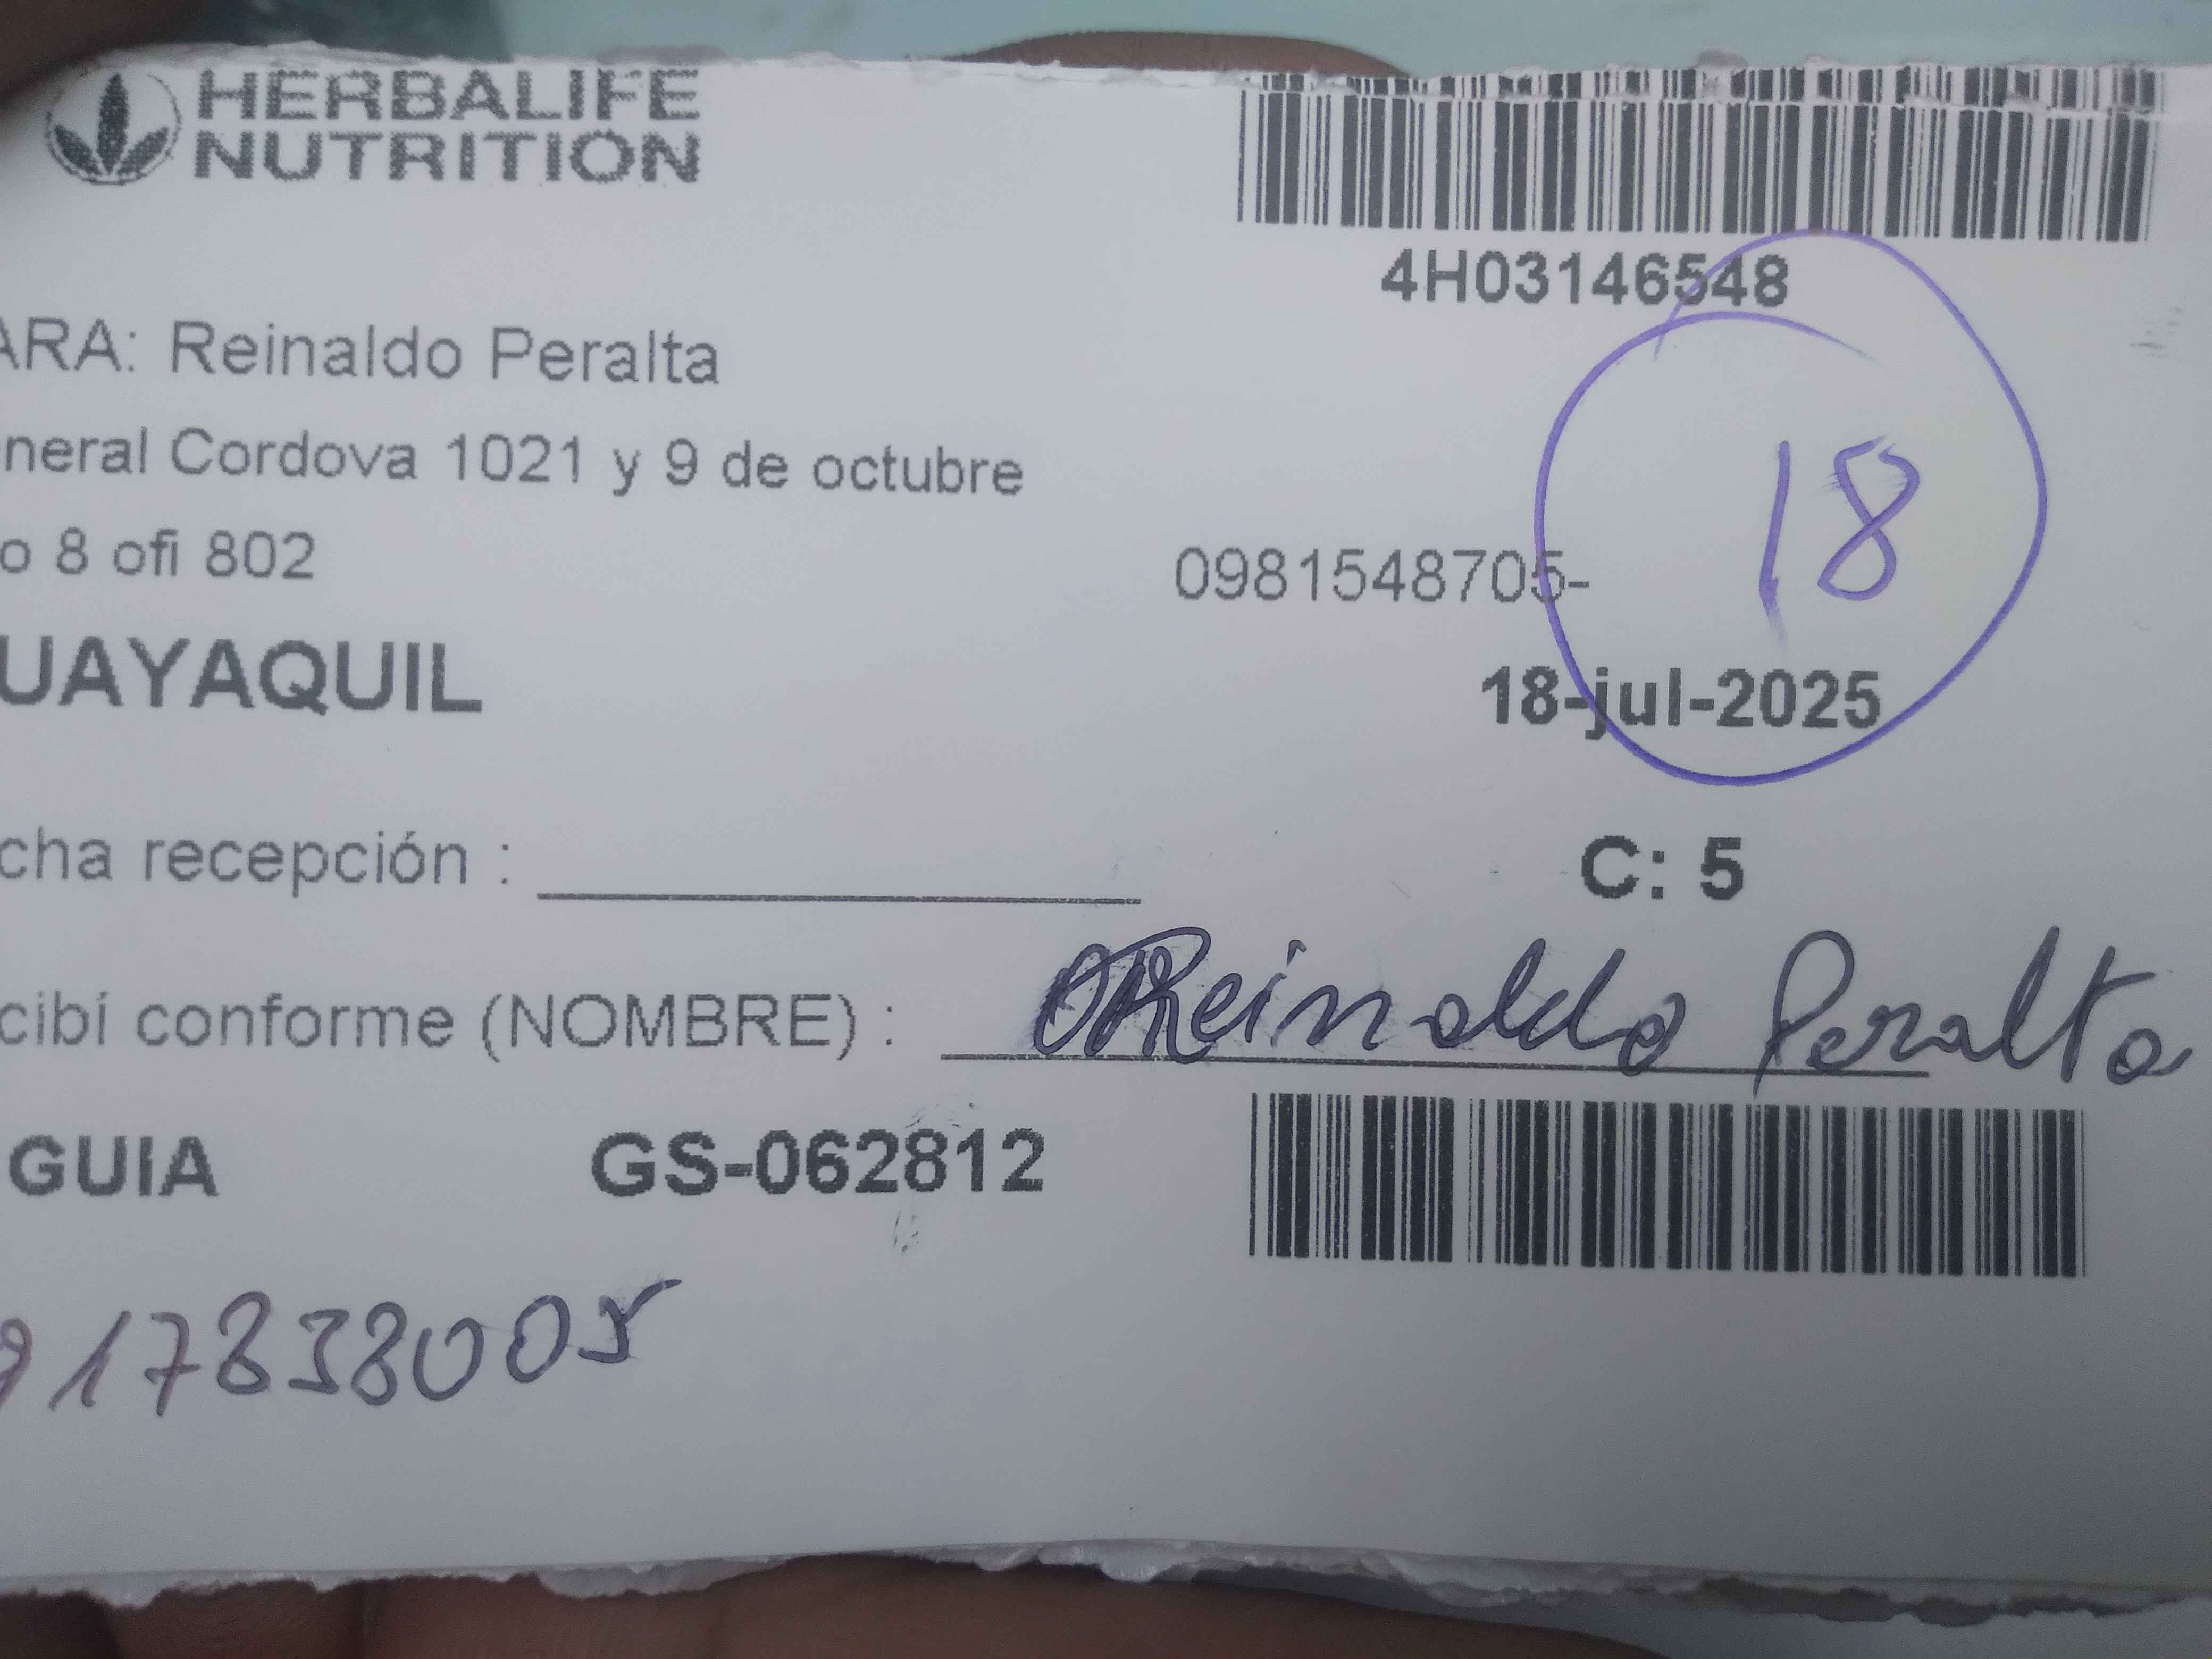 HERBALIFE
NUTRITION
4H03146548
ARA: Reinaldo Peralta
neral Cordova 1021 y 9 de octubre
18
o 8 ofi 802
0981548705-
UAYAQUIL
18-jul-2025
cha recepción :
C: 5
cibí conforme (NOMBRE) : Reinaldo Peralta
GUIA GS-062812
917838005